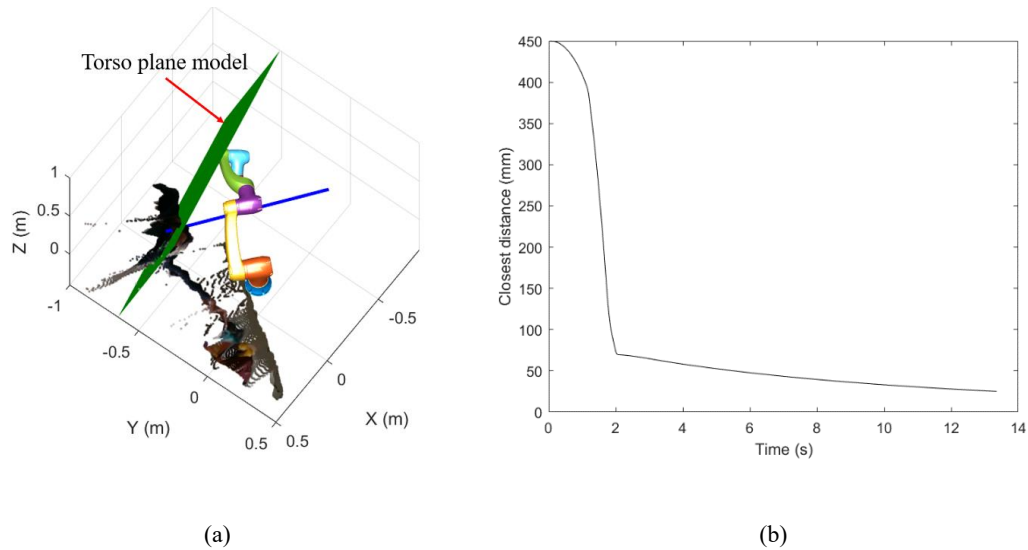 Torso plane model
1
0.5
0
Z (m)
-1
-0.5
0
0.5
Y (m)
0.5
0
-0.5
X (m)
(a)
450
400
350
300
250
200
150
100
50
0
Closest distance (mm)
0 2 4 6 8 10 12 14
Time (s)
(b)